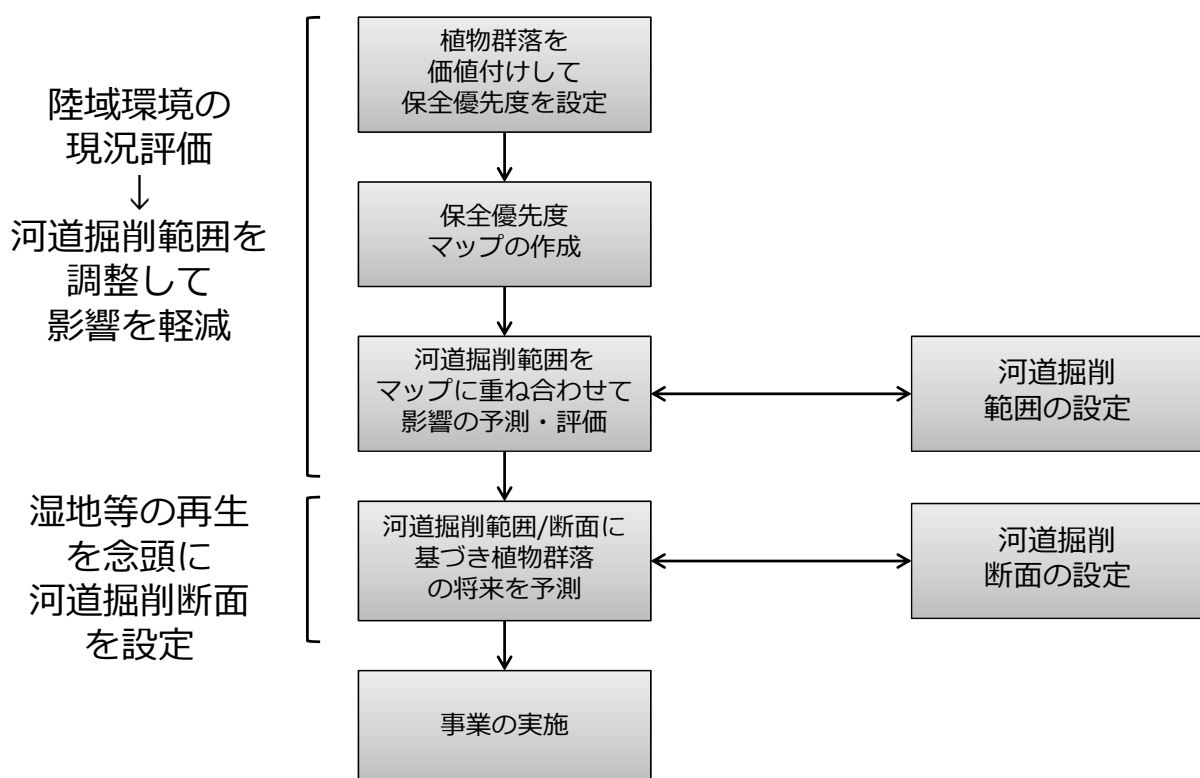 陸域環境の
現況評価
↓
河道掘削範囲を
調整して
影響を軽減
植物群落を
価値付けして
保全優先度を設定
保全優先度
マップの作成
河道掘削範囲を
マップに重ね合わせて
影響の予測・評価
河道掘削
範囲の設定
湿地等の再生
を念頭に
河道掘削断面
を設定
河道掘削範囲/断面に
基づき植物群落
の将来を予測
河道掘削
断面の設定
事業の実施